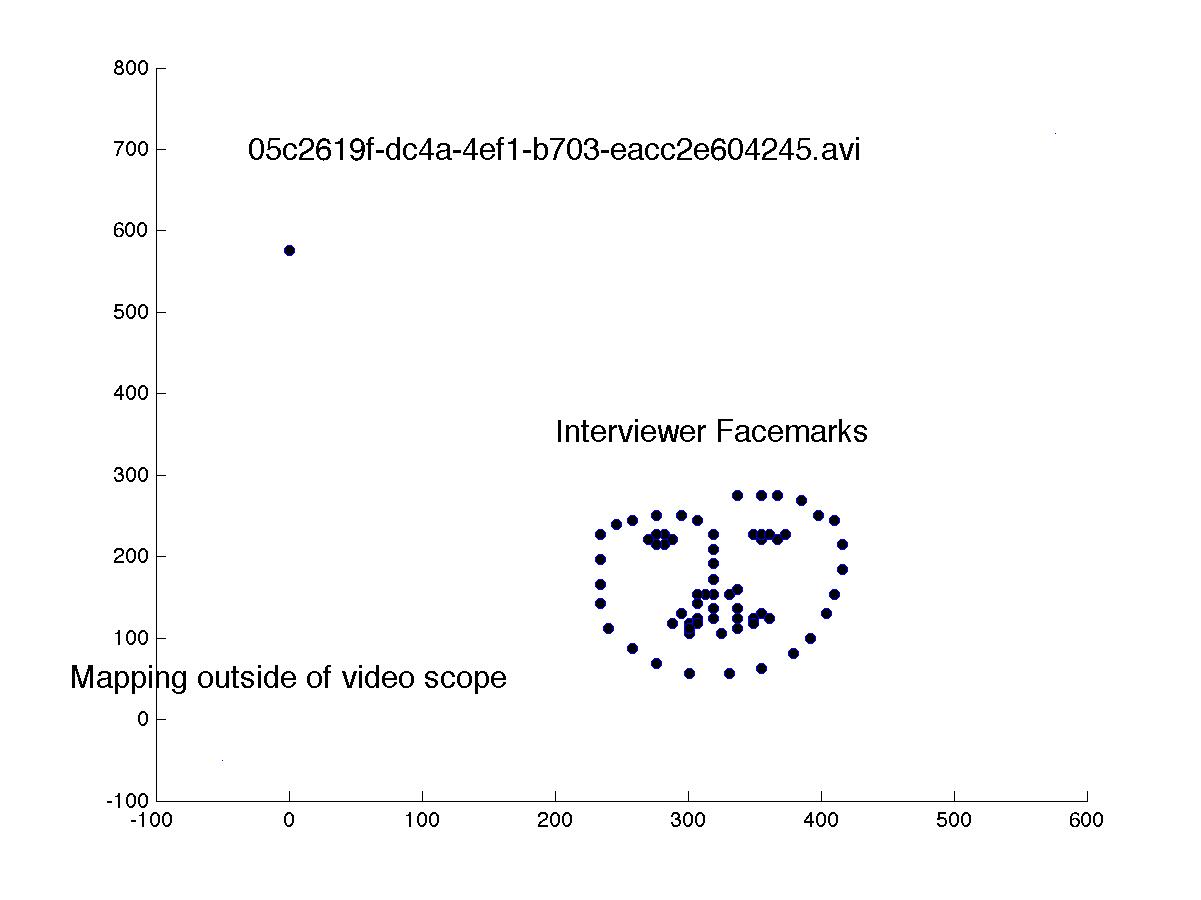 800
700
05c2619f-dc4a-4ef1-b703-eacc2e604245.avi
600
500
400
Interviewer Facemarks
300
200
100
Mapping outside of video scope
0
-100
-100 0 100 200 300 400 500 600